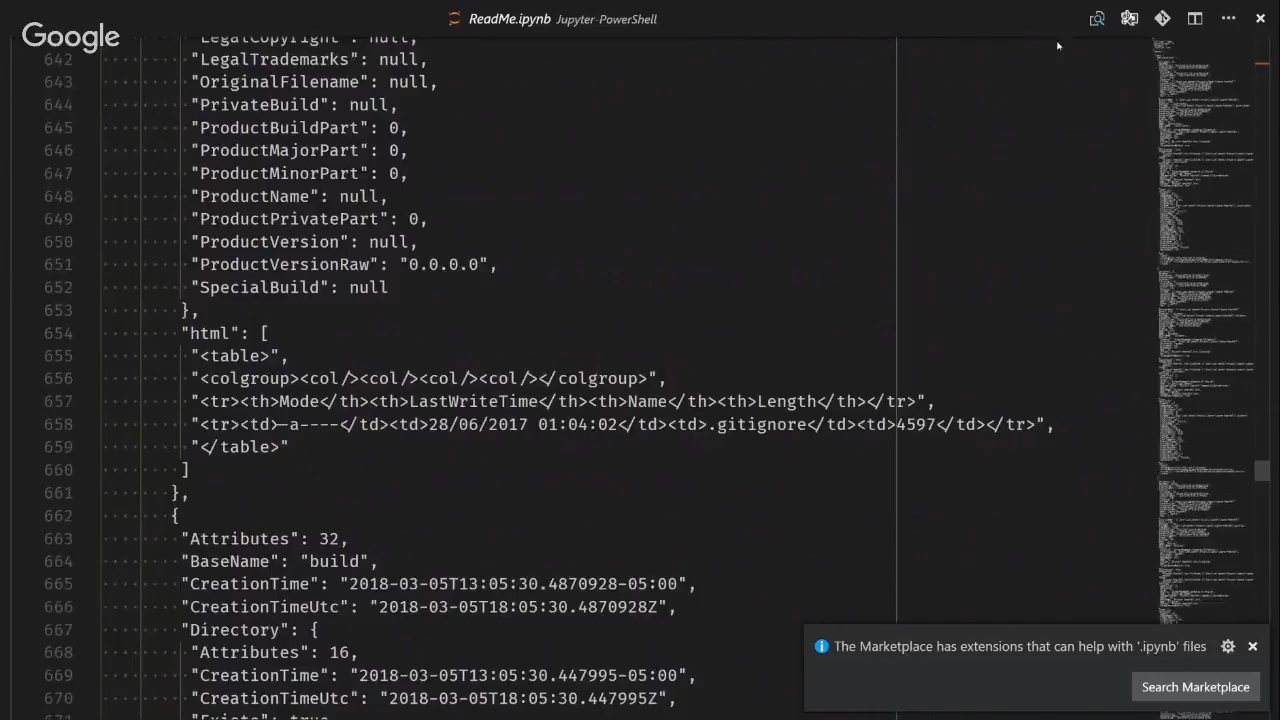 ReadMe.ipynb Jupyter-PowerShell
Google
"LegalCopyright": null,
642 "LegalTrademarks": null,
643 "OriginalFilename": null,
644 "PrivateBuild": null,
645 "ProductBuildPart": 0,
646 "ProductMajorPart": 0,
647 "ProductMinorPart": 0,
648 "ProductName": null,
649 "ProductPrivatePart": 0,
650 "ProductVersion": null,
651 "ProductVersionRaw": "0.0.0.0",
652 "SpecialBuild": null
653 },
654 "html": [
655 "<table>",
656 "<colgroup><col/><col/><col/><col/></colgroup>",
657 "<tr><th>Mode</th><th>LastWriteTime</th><th>Name</th><th>Length</th></tr>",
658 "<tr><td>-a----</td><td>28/06/2017 01:04:02</td><td>.gitignore</td><td>4597</td></tr>",
659 "</table>"
660 ]
661 },
662 {
663 "Attributes": 32,
664 "BaseName": "build",
665 "CreationTime": "2018-03-05T13:05:30.4870928-05:00",
666 "CreationTimeUtc": "2018-03-05T18:05:30.4870928Z",
667 "Directory": {
668 "Attributes": 16,
669 "CreationTime": "2018-03-05T13:05:30.447995-05:00",
670 "CreationTimeUtc": "2018-03-05T18:05:30.447995Z",
671 "Exists": true,
The Marketplace has extensions that can help with '.ipynb' files
Search Marketplace